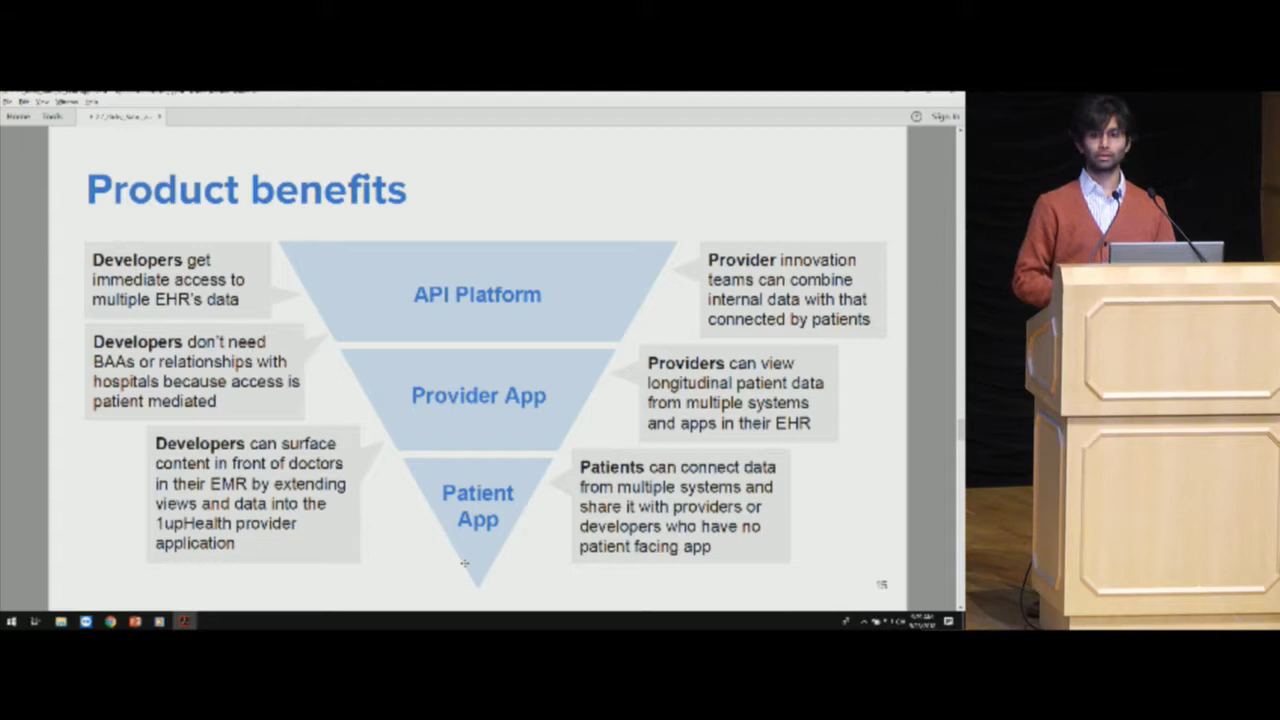 Home Tools
Sign In
Product benefits
Developers get
immediate access to
multiple EHR's data
Developers don't need
BAAs or relationships with
hospitals because access is
patient mediated
Developers can surface
content in front of doctors
in their EMR by extending
views and data into the
1upHealth provider
application
API Platform
Provider App
Patient
App
Provider innovation
teams can combine
internal data with that
connected by patients
Providers can view
longitudinal patient data
from multiple systems
and apps in their EHR
Patients can connect data
from multiple systems and
share it with providers or
developers who have no
patient facing app
15